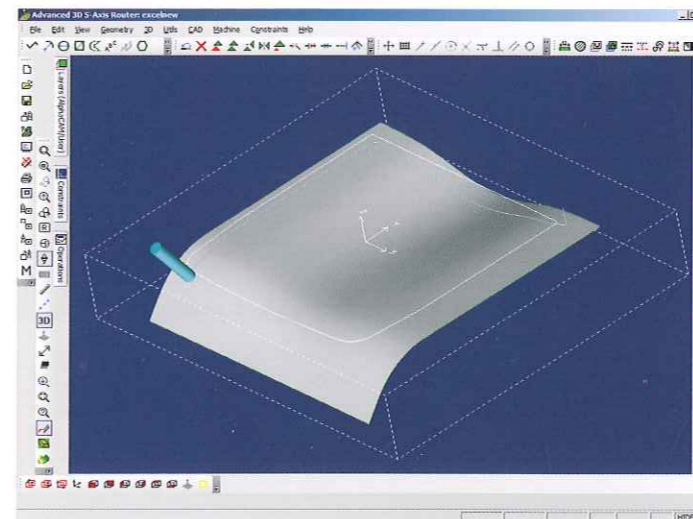 Advanced 3D 5-Axis Router: excelnew
File Edit View Geometry 3D Utils CAD Machine Constraints Help
Layers (AlphaCAM/User)
Constraints
Operations
M
3D